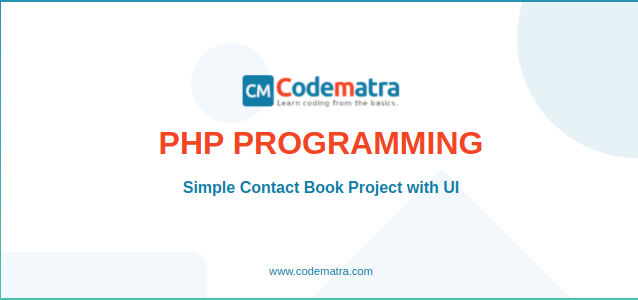 CM Codematra
Learn coding from the basics.
PHP PROGRAMMING
Simple Contact Book Project with UI
www.codematra.com